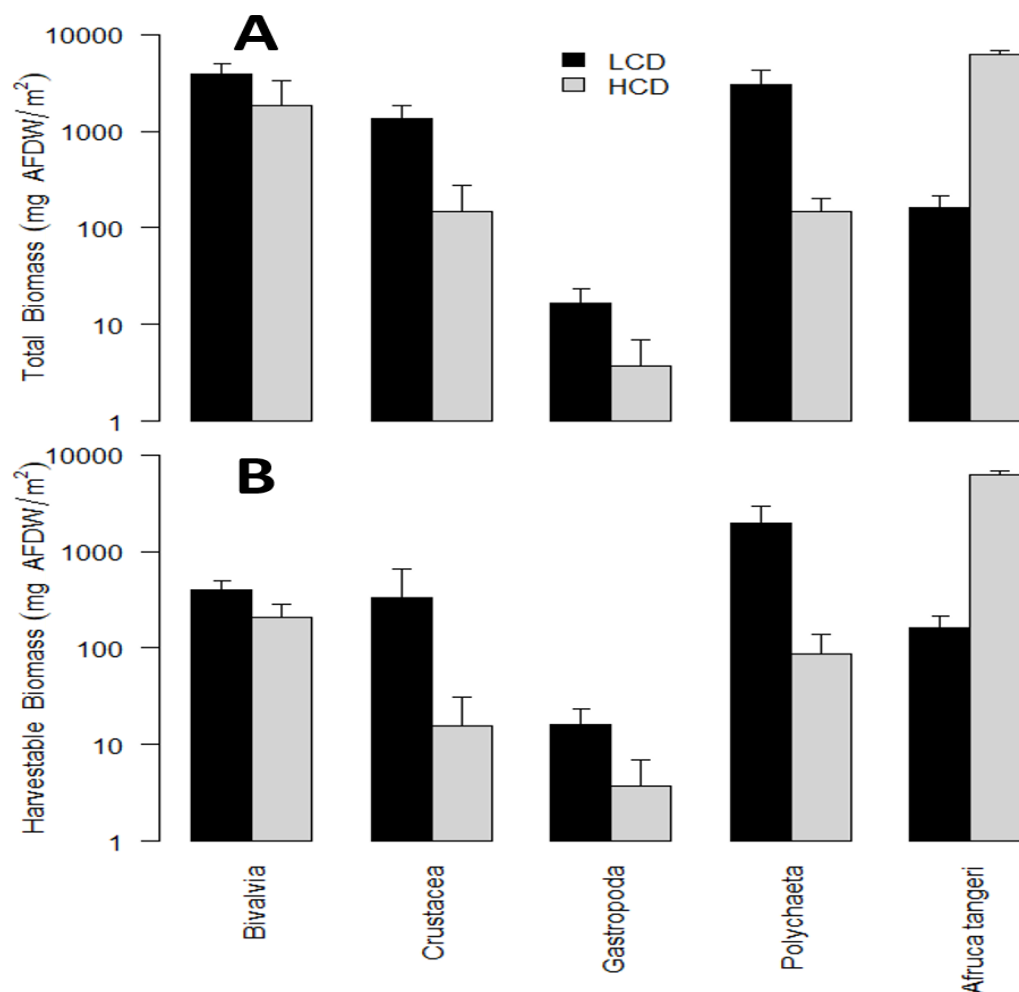 A
LCD
HCD
Total Biomass (mg AFDW/m²)
10000
1000
100
10
1
B
Harvestable Biomass (mg AFDW/m²)
10000
1000
100
10
1
Bivalvia
Crustacea
Gastropoda
Polychaeta
Afruca tangeri